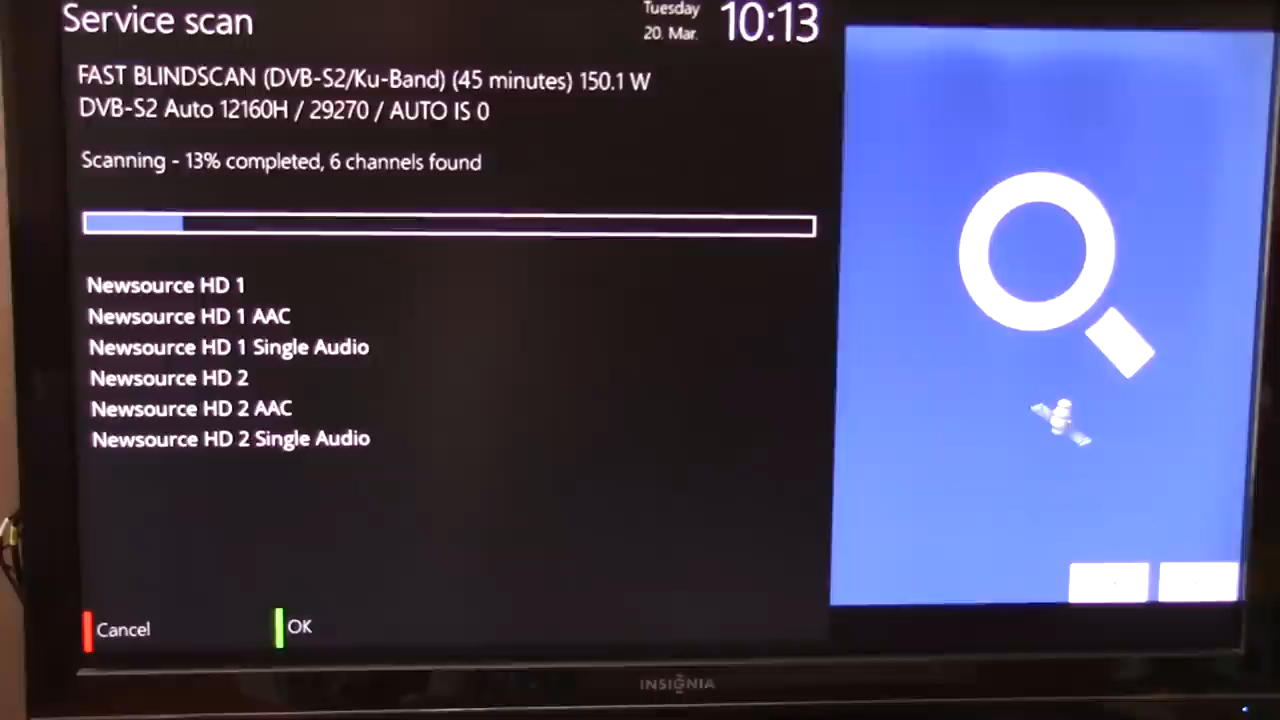 Service scan
Tuesday
20. Mar.
10:13
FAST BLINDSCAN (DVB-S2/Ku-Band) (45 minutes) 150.1 W
DVB-S2 Auto 12160H / 29270 / AUTO IS 0
Scanning - 13% completed, 6 channels found
Newsource HD 1
Newsource HD 1 AAC
Newsource HD 1 Single Audio
Newsource HD 2
Newsource HD 2 AAC
Newsource HD 2 Single Audio
Cancel
OK
INSIGNIA